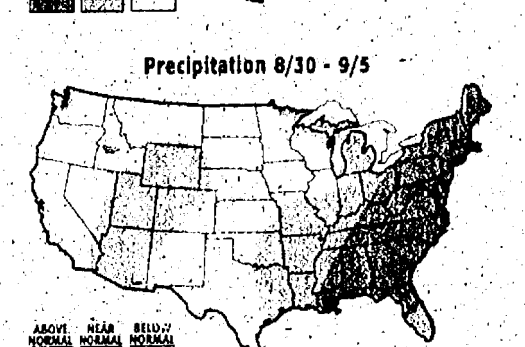 Precipitation 8/30 - 9/5
ABOVE NEAR BELOW
NORMAL NORMAL NORMAL